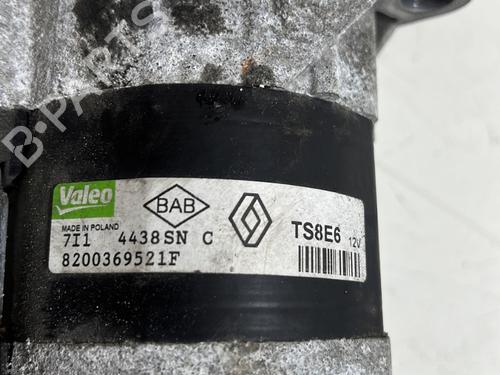 B-PARTS
Valeo
MADE IN POLAND
BAB
TS8E6 12V
7I1 4438SN C
8200369521F